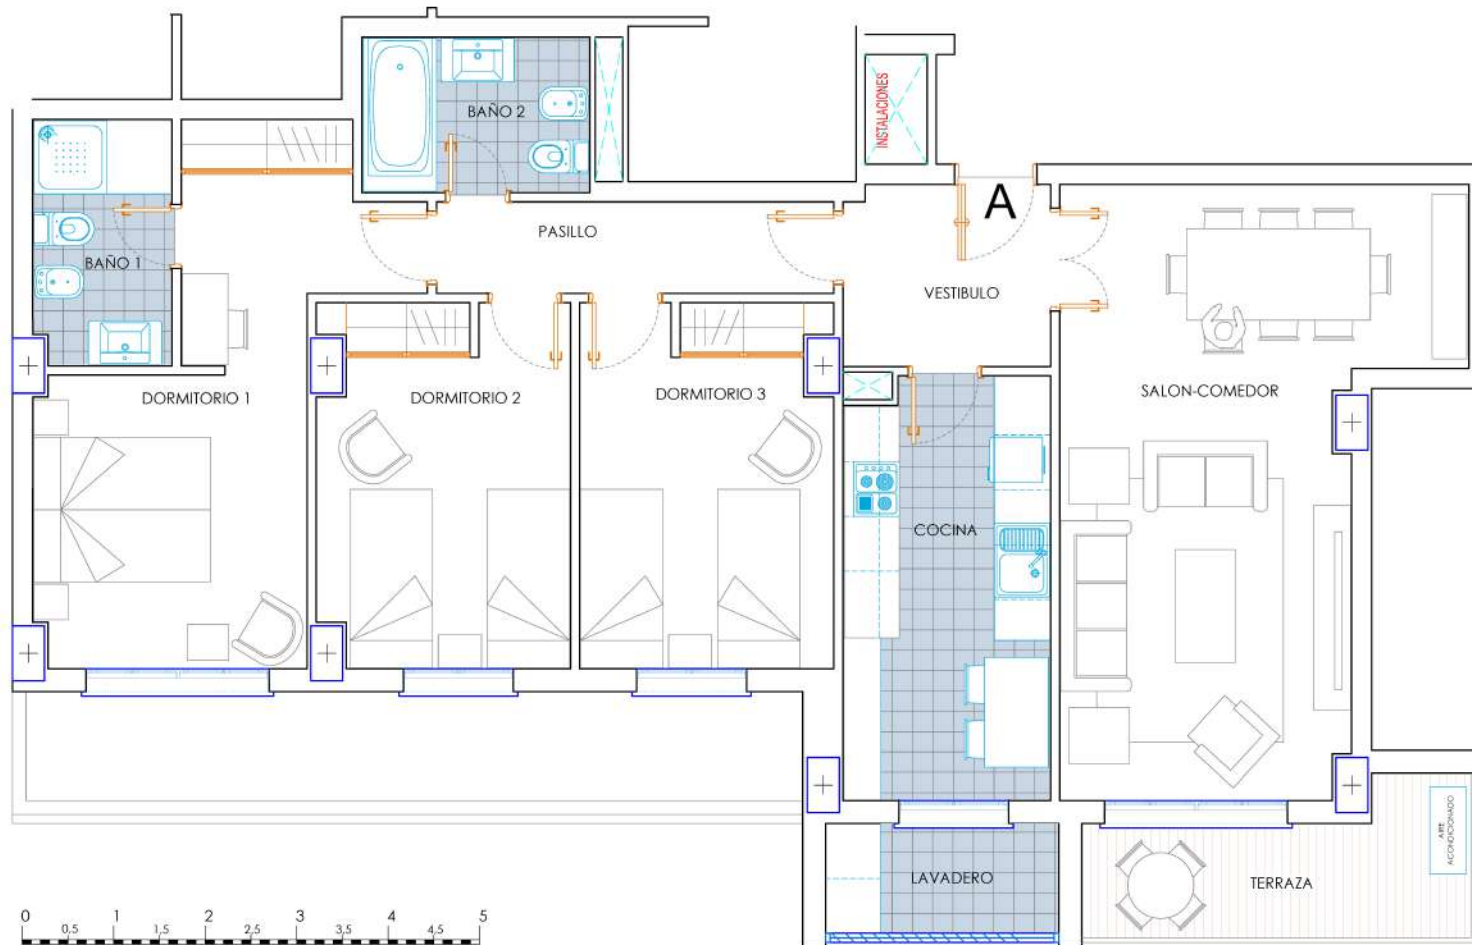 BAÑO 2
INSTALACIONES
A
PASILLO
BAÑO 1
VESTIBULO
DORMITORIO 1
DORMITORIO 2
DORMITORIO 3
SALON-COMEDOR
COCINA
AIRE
ACONDICIONADO
LAVADERO
TERRAZA
0 1 2 3 4 5
0,5 1,5 2,5 3,5 4,5